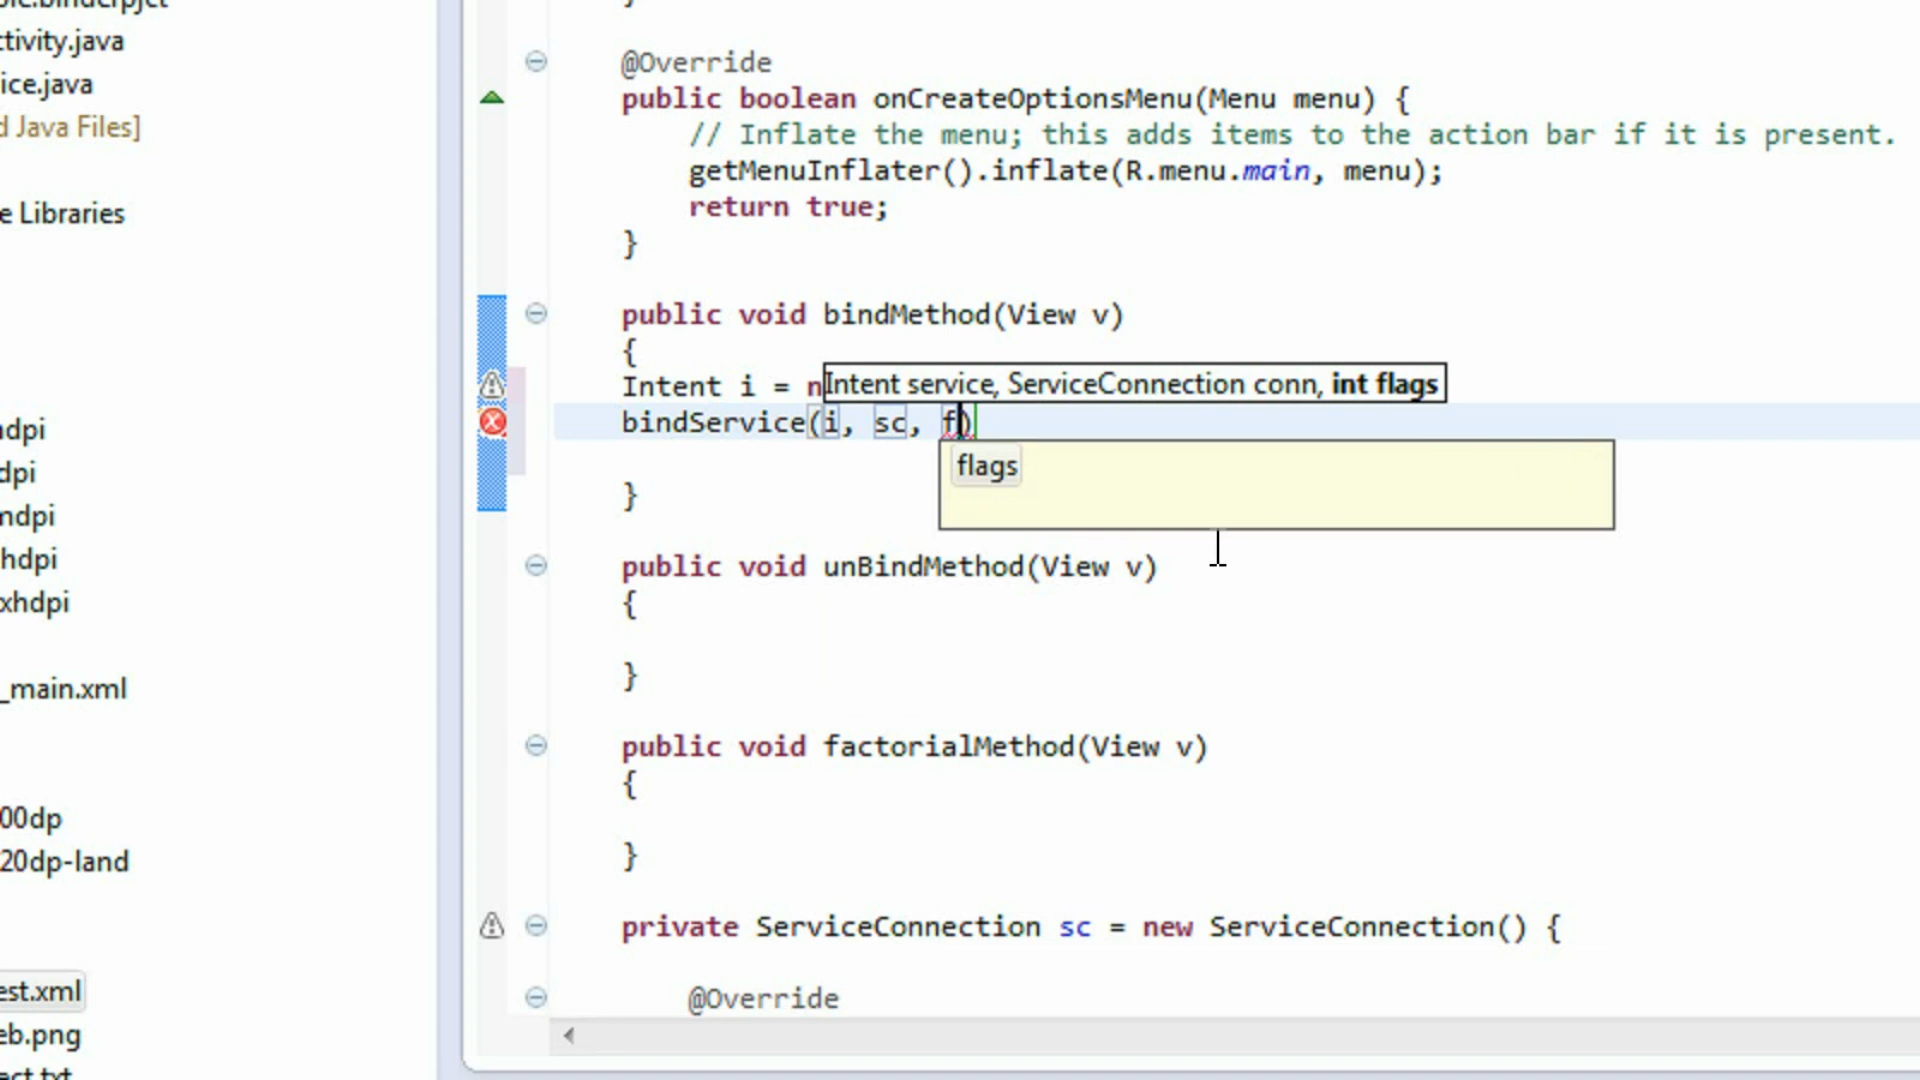 ctivity.java
ice.java
d Java Files]
e Libraries
dpi
dpi
ndpi
hdpi
xhdpi
_main.xml
00dp
20dp-land
est.xml
eb.png
}
@Override
public boolean onCreateOptionsMenu(Menu menu) {
// Inflate the menu; this adds items to the action bar if it is present.
getMenuInflater().inflate(R.menu.main, menu);
return true;
}
public void bindMethod(View v)
{
Intent i = n
Intent service, ServiceConnection conn, int flags
bindService(i, sc, f)
flags
}
public void unBindMethod(View v)
{
}
public void factorialMethod(View v)
{
}
private ServiceConnection sc = new ServiceConnection() {
@Override